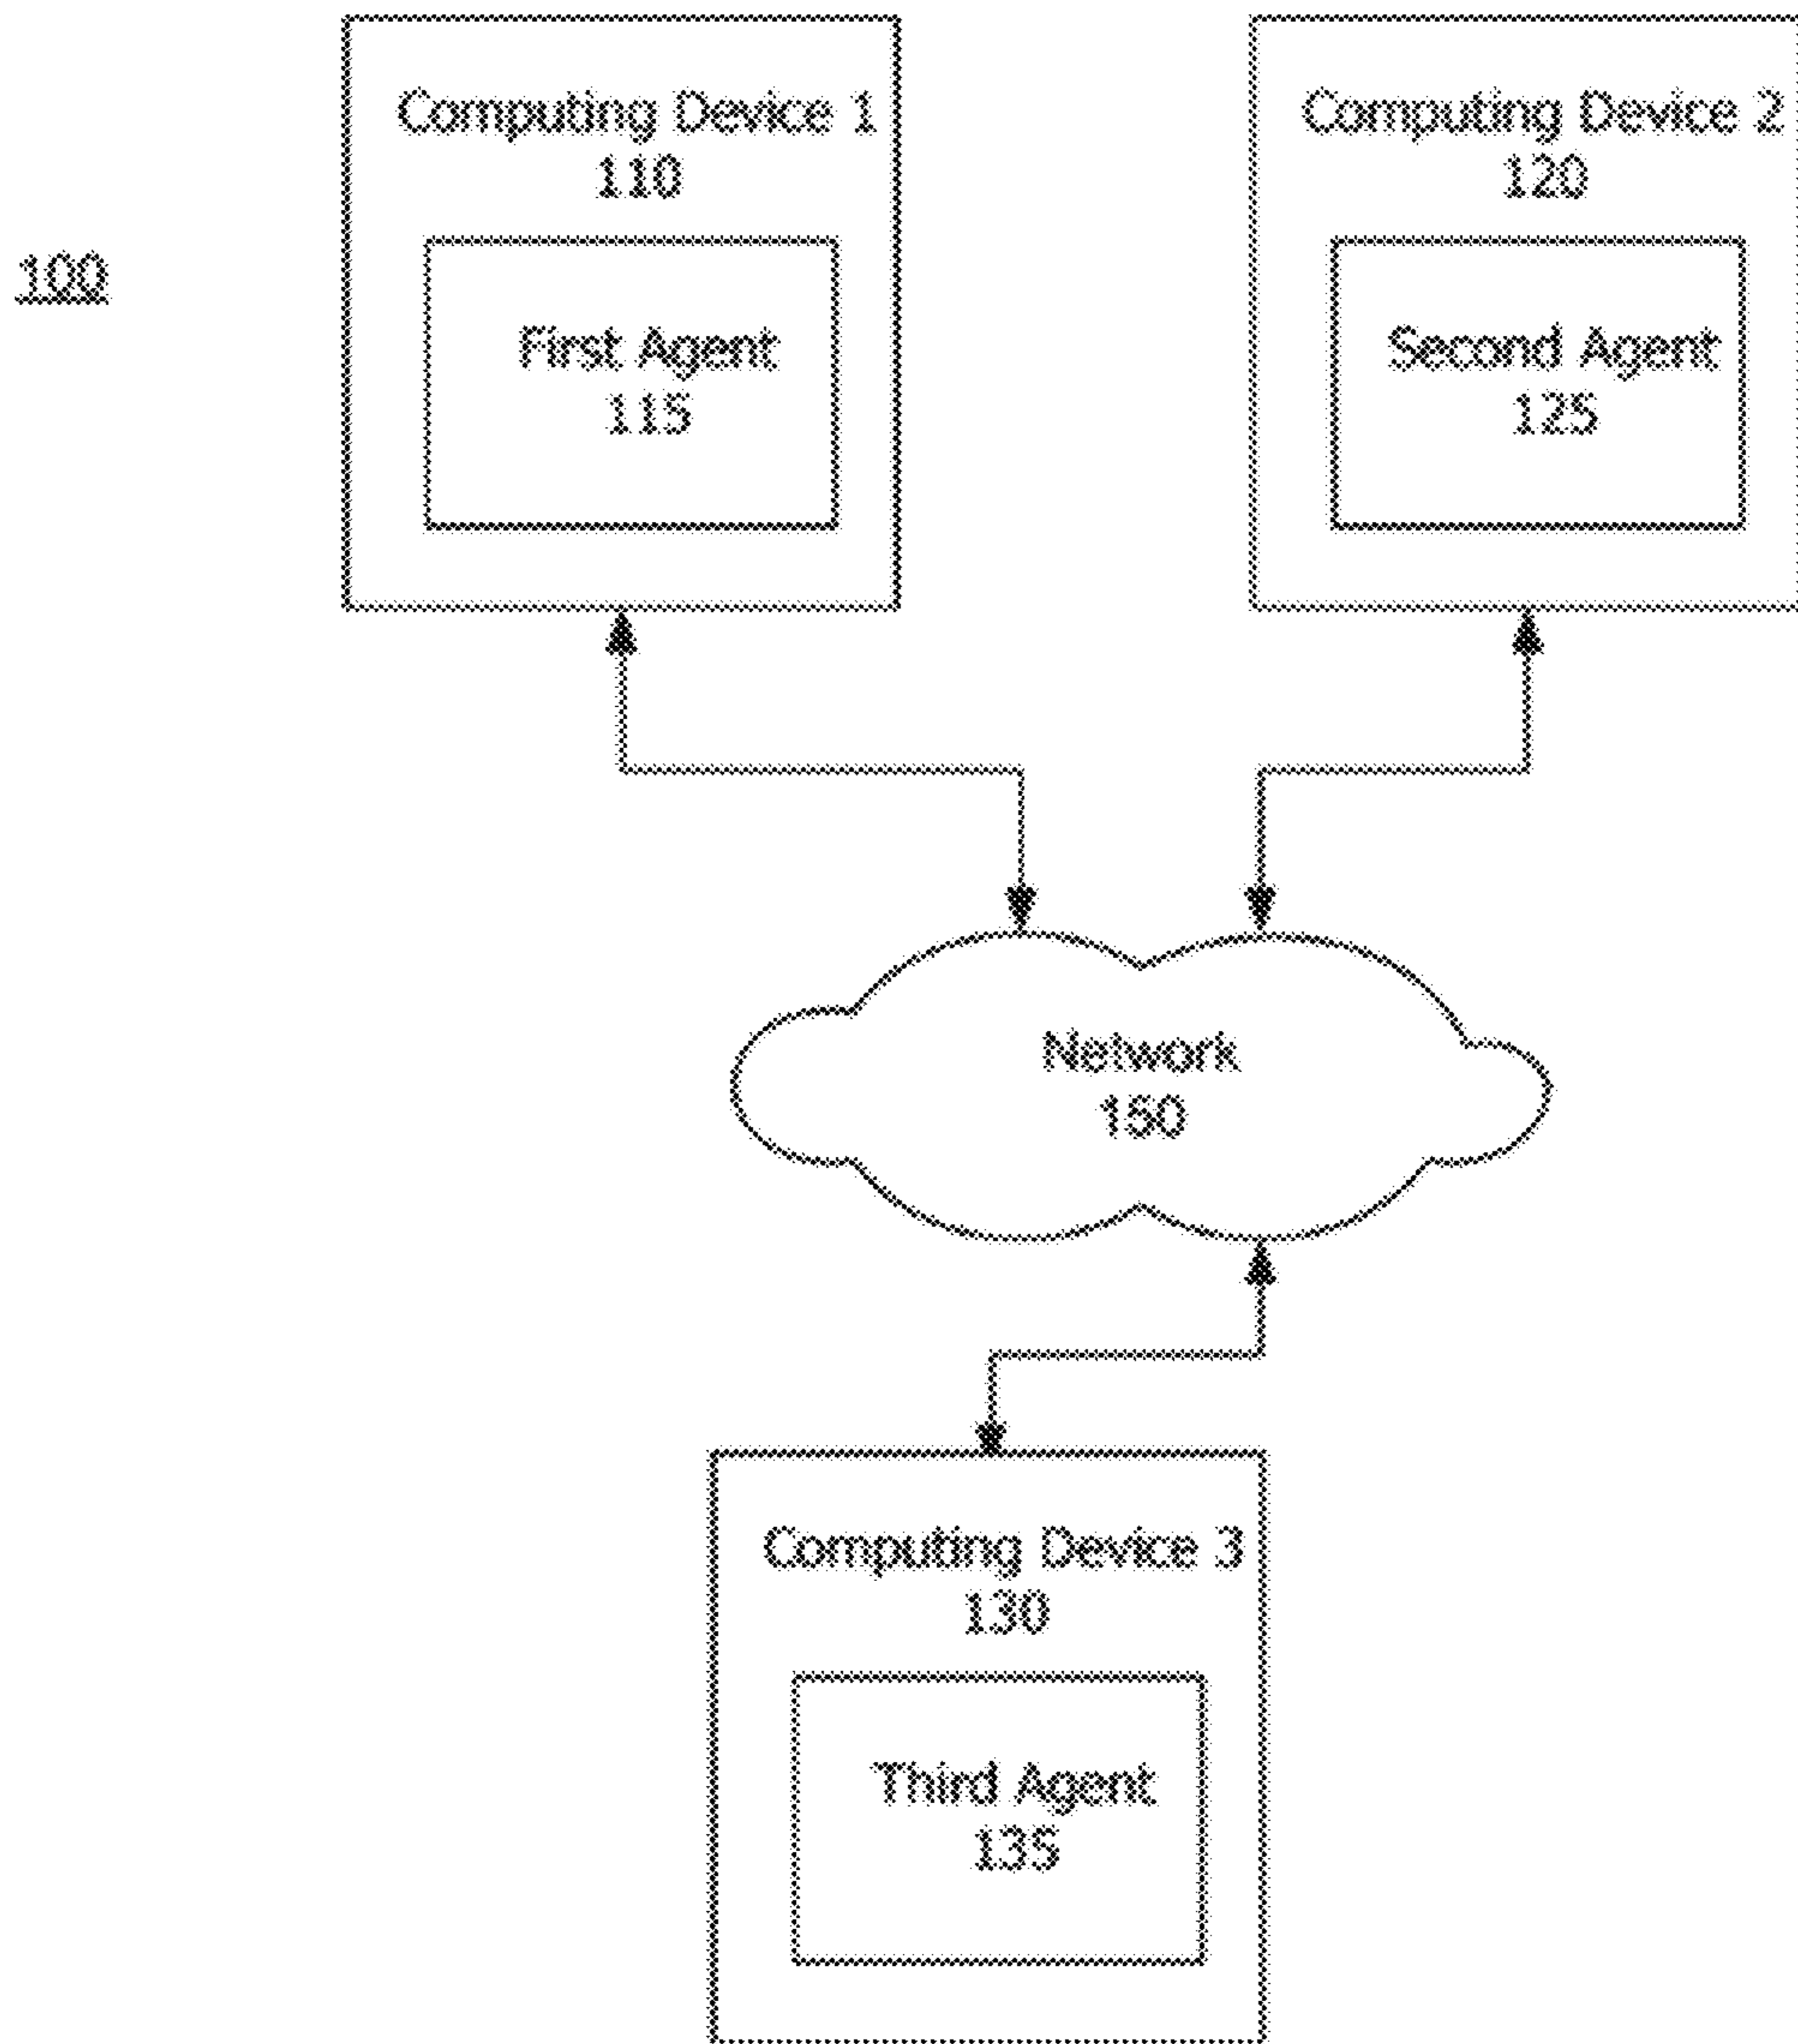 100
Computing Device 1
110
First Agent
115
Computing Device 2
120
Second Agent
125
Network
150
Computing Device 3
130
Third Agent
135